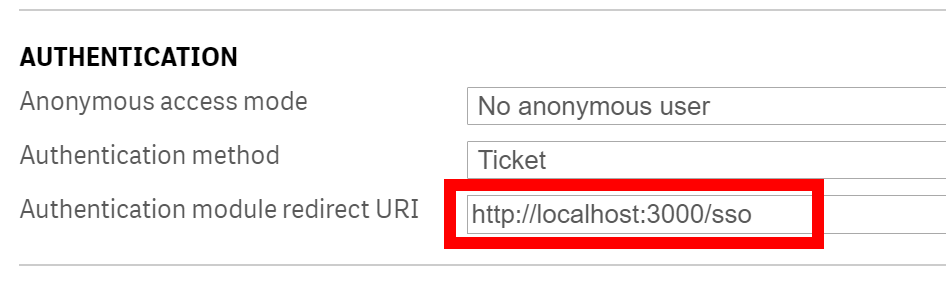 AUTHENTICATION
Anonymous access mode No anonymous user
Authentication method Ticket
Authentication module redirect URI http://localhost:3000/sso